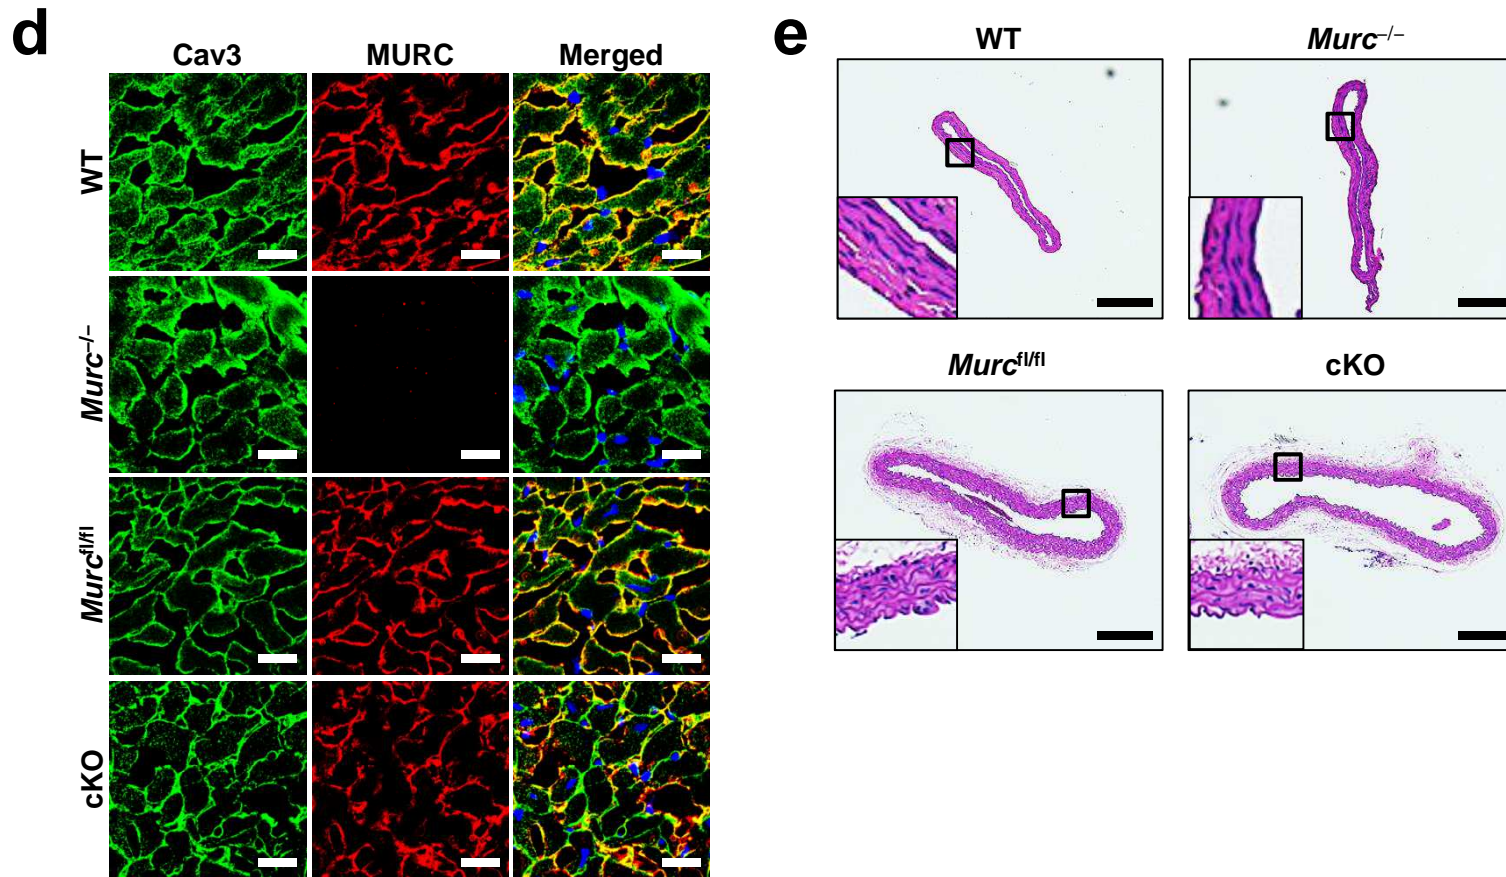 d
Cav3 MURC Merged
WT
Murc–/–
Murcfl/fl
cKO
e
WT Murc–/–
Murcfl/fl cKO